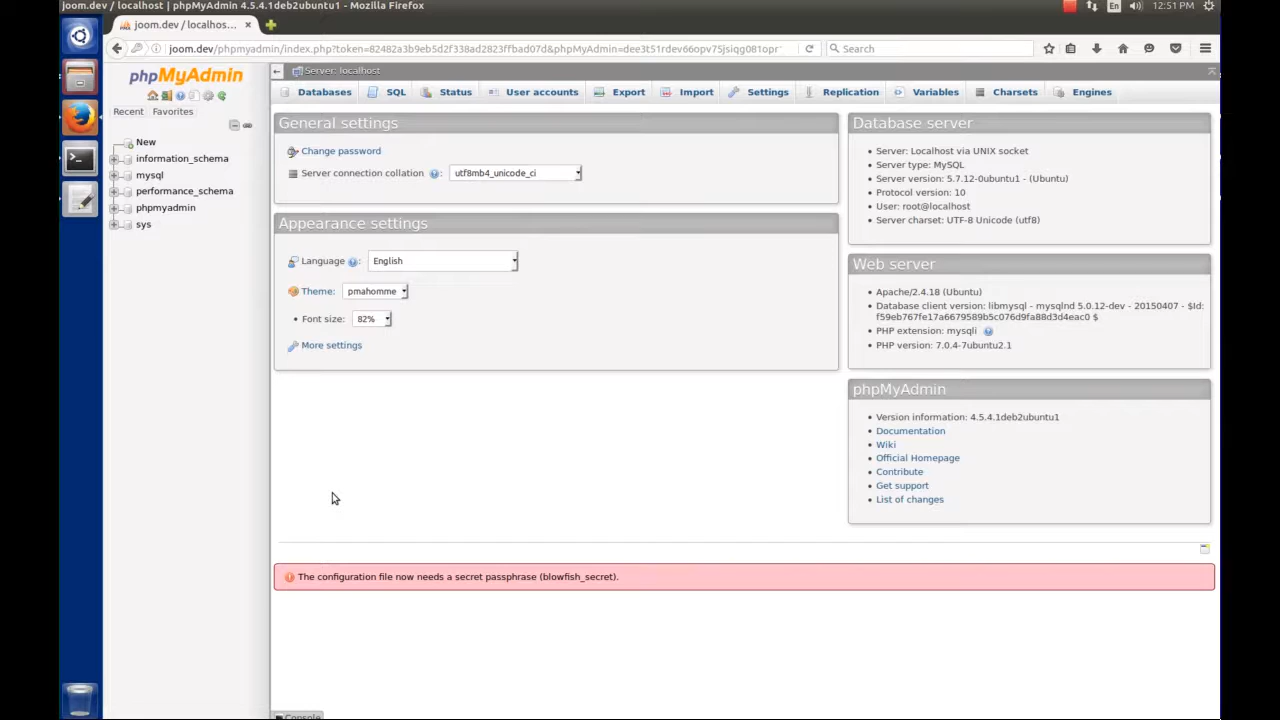 joom.dev / localhost | phpMyAdmin 4.5.4.1deb2ubuntu1 - Mozilla Firefox
En
12:51 PM
joom.dev / localhos...
joom.dev/phpmyadmin/index.php?token=82482a3b9eb5d2f338ad2823ffbad07d&phpMyAdmin=dee3t51rdev66opv75jsiqg081opr
Search
phpMyAdmin
Recent Favorites
New
information_schema
mysql
performance_schema
phpmyadmin
sys
Server: localhost
Databases SQL Status User accounts Export Import Settings Replication Variables Charsets Engines
General settings
Change password
Server connection collation : utf8mb4_unicode_ci
Appearance settings
Language : English
Theme: pmahomme
• Font size: 82%
More settings
Database server
• Server: Localhost via UNIX socket
• Server type: MySQL
• Server version: 5.7.12-0ubuntu1 - (Ubuntu)
• Protocol version: 10
• User: root@localhost
• Server charset: UTF-8 Unicode (utf8)
Web server
• Apache/2.4.18 (Ubuntu)
• Database client version: libmysql - mysqlnd 5.0.12-dev - 20150407 - $Id:
f59eb767fe17a6679589b5c076d9fa88d3d4eac0 $
• PHP extension: mysqli
• PHP version: 7.0.4-7ubuntu2.1
phpMyAdmin
• Version information: 4.5.4.1deb2ubuntu1
• Documentation
• Wiki
• Official Homepage
• Contribute
• Get support
• List of changes
The configuration file now needs a secret passphrase (blowfish_secret).
Console